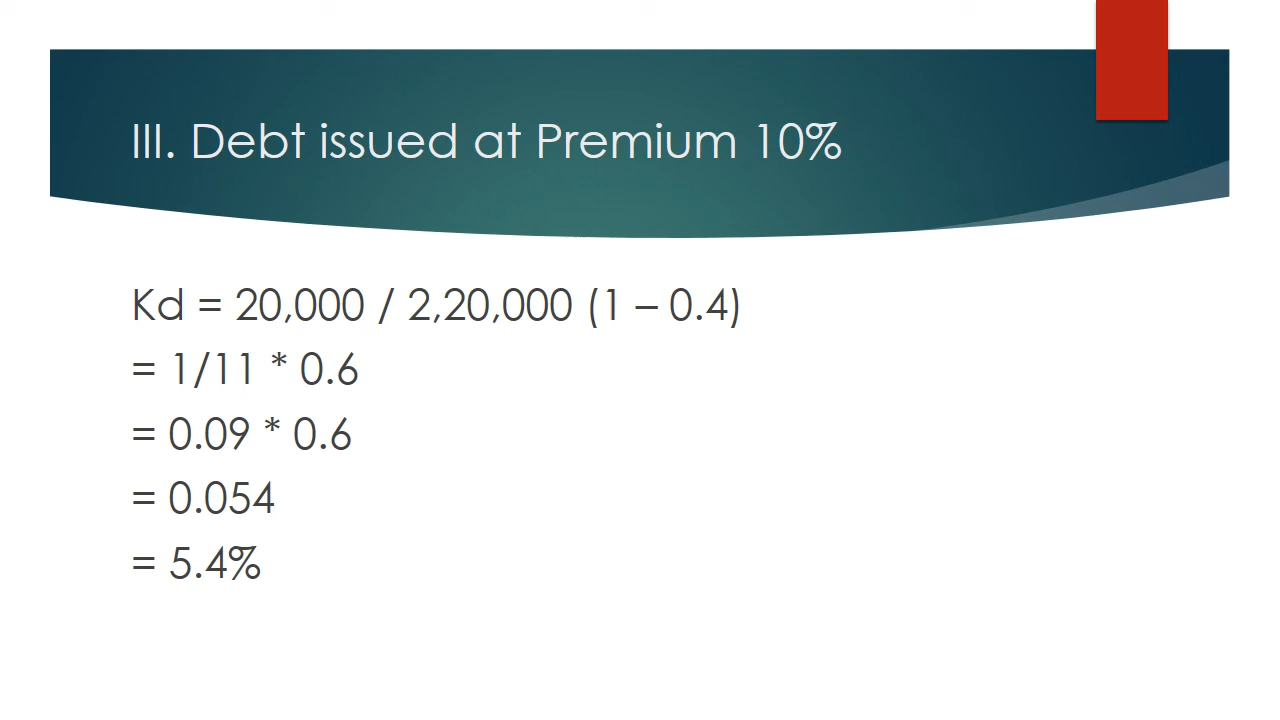 III. Debt issued at Premium 10%
Kd = 20,000 / 2,20,000 (1 – 0.4)
= 1/11 * 0.6
= 0.09 * 0.6
= 0.054
= 5.4%